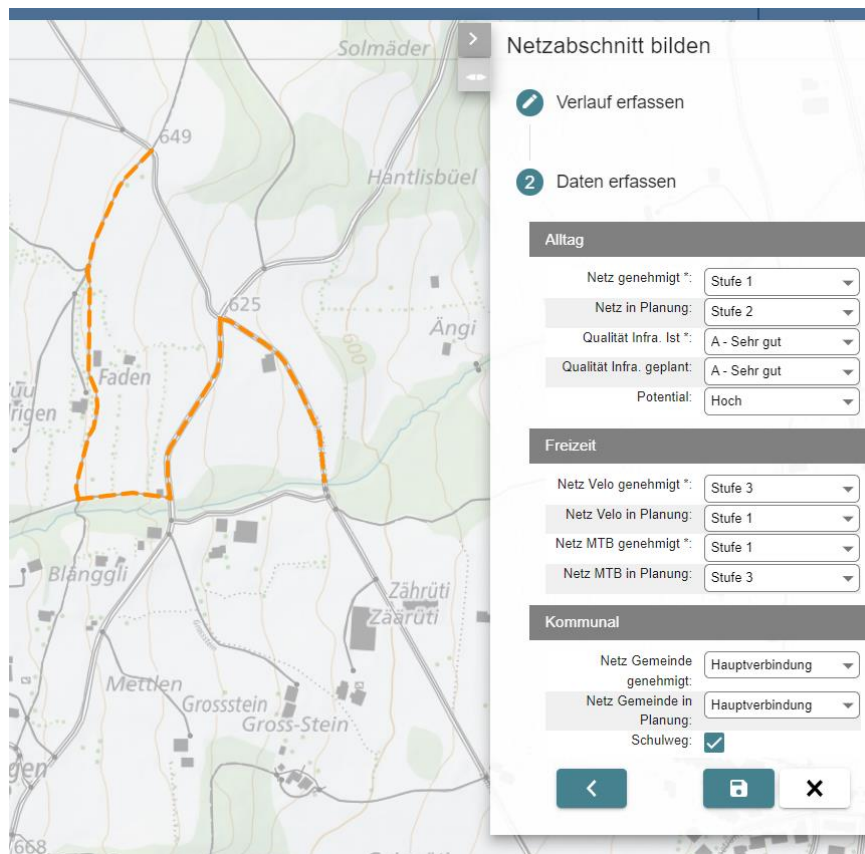 Solmäder
649
Hantlisbüel
625
Ängi
600
Faden
Blänggli
Zährüti
Zäärüti
Mettlen
Grossstein
Grossstein
Gross-Stein
668
Netzabschnitt bilden
Verlauf erfassen
2 Daten erfassen
Alltag
Netz genehmigt *: Stufe 1
Netz in Planung: Stufe 2
Qualität Infra. Ist *: A - Sehr gut
Qualität Infra. geplant: A - Sehr gut
Potential: Hoch
Freizeit
Netz Velo genehmigt *: Stufe 3
Netz Velo in Planung: Stufe 1
Netz MTB genehmigt *: Stufe 1
Netz MTB in Planung: Stufe 3
Kommunal
Netz Gemeinde genehmigt: Hauptverbindung
Netz Gemeinde in Planung: Hauptverbindung
Schulweg: